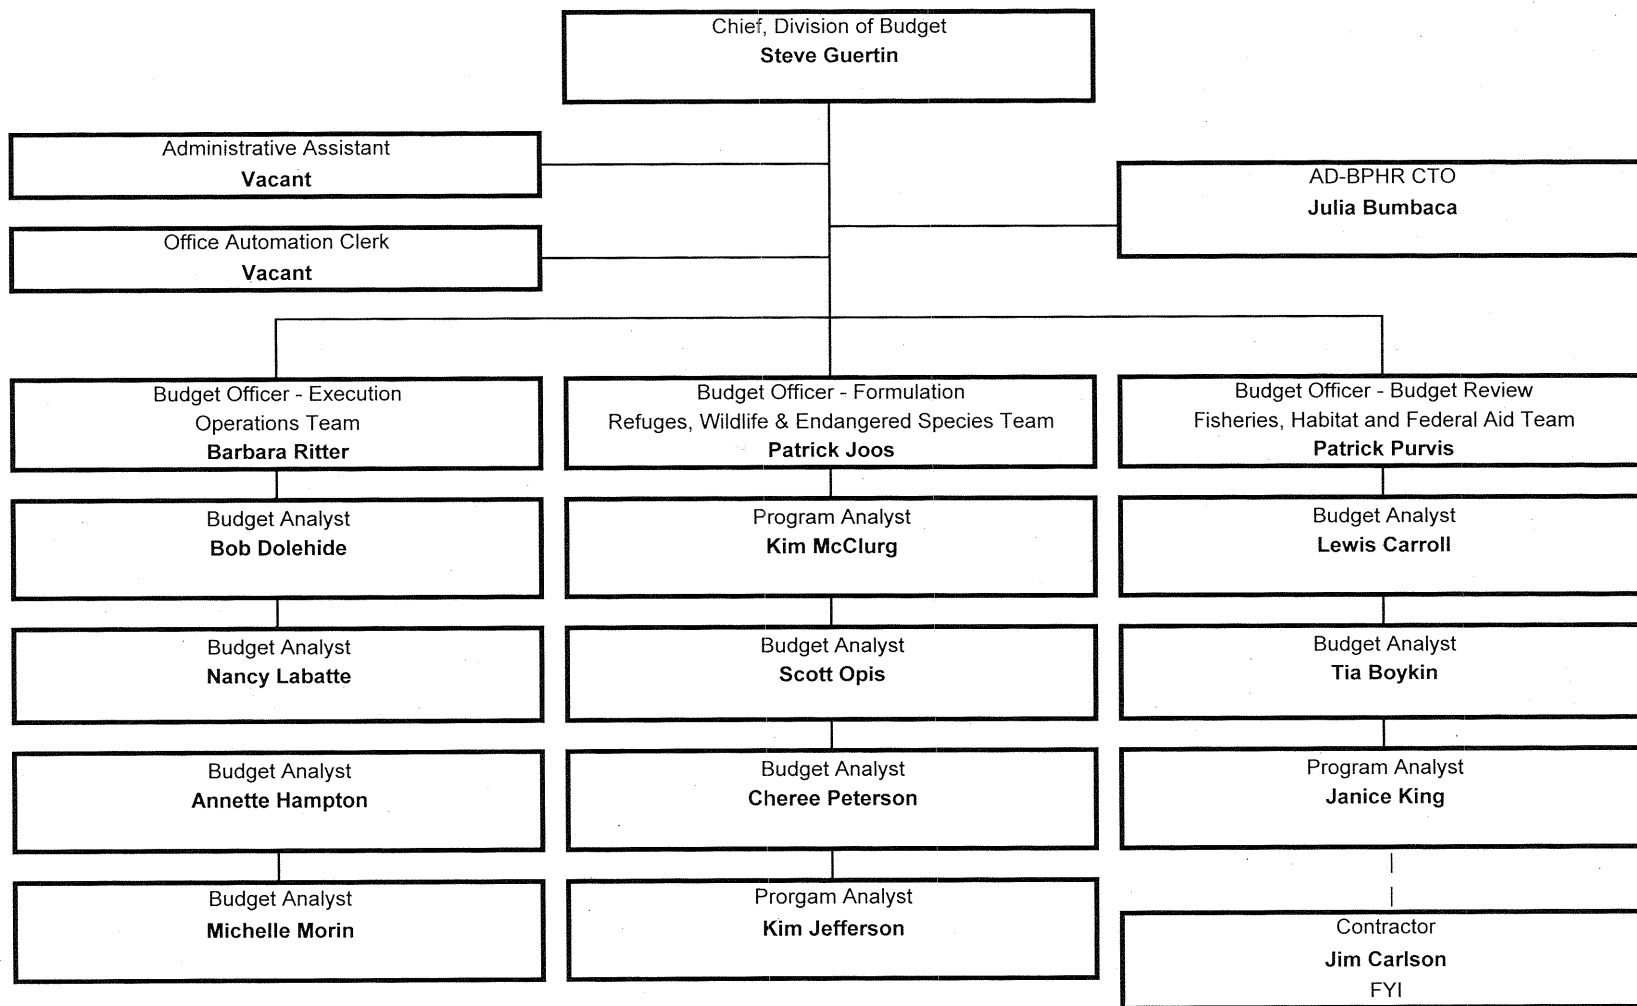 Chief, Division of Budget
Steve Guertin
Administrative Assistant
Vacant
AD-BPHR CTO
Julia Bumbaca
Office Automation Clerk
Vacant
Budget Officer - Execution
Operations Team
Barbara Ritter
Budget Officer - Formulation
Refuges, Wildlife & Endangered Species Team
Patrick Joos
Budget Officer - Budget Review
Fisheries, Habitat and Federal Aid Team
Patrick Purvis
Budget Analyst
Bob Dolehide
Program Analyst
Kim McClurg
Budget Analyst
Lewis Carroll
Budget Analyst
Nancy Labatte
Budget Analyst
Scott Opis
Budget Analyst
Tia Boykin
Budget Analyst
Annette Hampton
Budget Analyst
Cheree Peterson
Program Analyst
Janice King
Budget Analyst
Michelle Morin
Prorgam Analyst
Kim Jefferson
Contractor
Jim Carlson
FYI